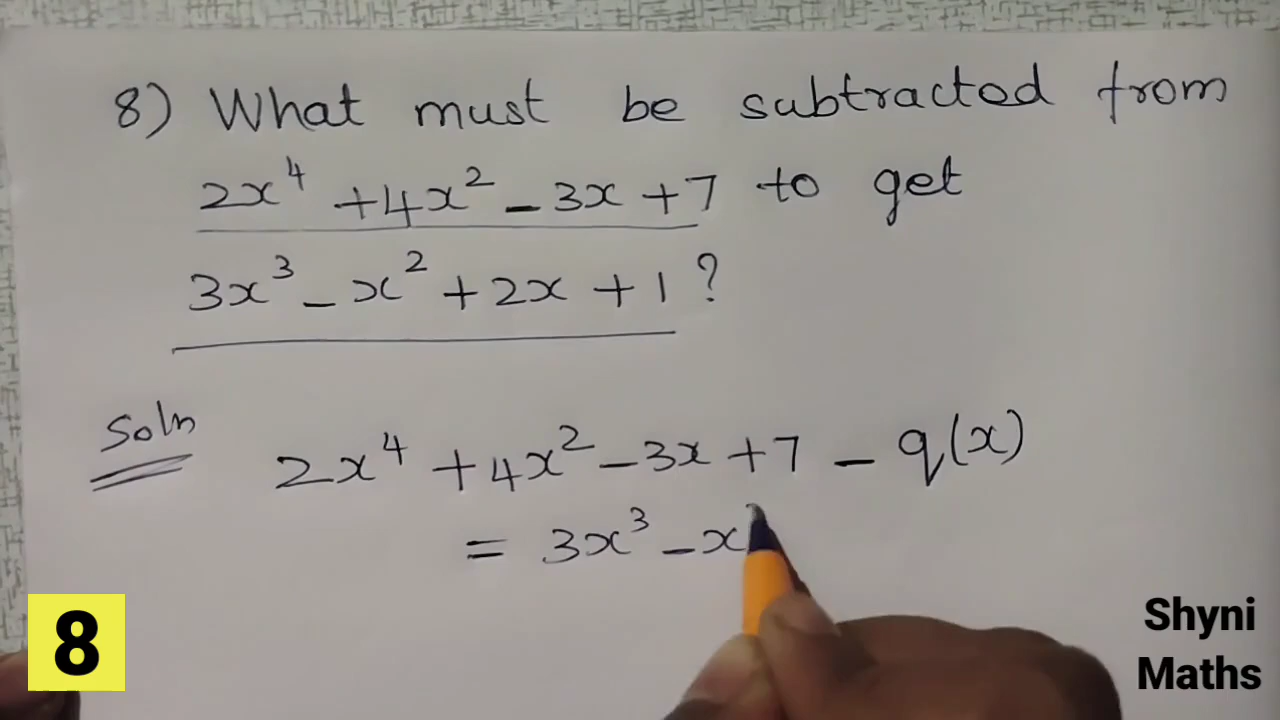 8) What must be subtracted from
2x⁴ + 4x² - 3x + 7 to get
3x³ - x² + 2x + 1 ?
Soln
2x⁴ + 4x² - 3x + 7 - q(x)
= 3x³ - x
8
Shyni
Maths